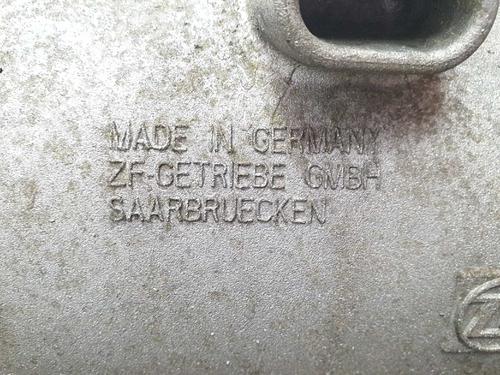 MADE IN GERMANY
ZF-GETRIEBE GMBH
SAARBRUECKEN